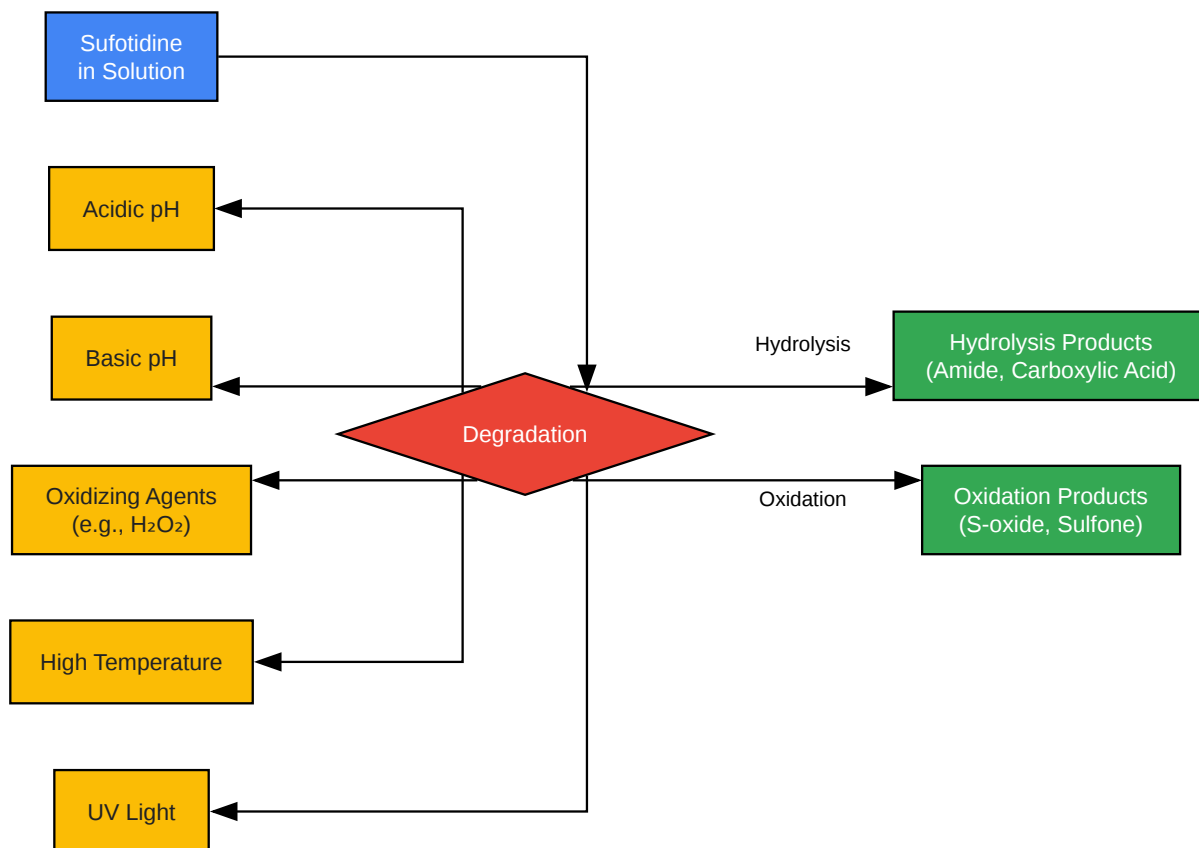 Sufotidine
in Solution
Acidic pH
Basic pH
Hydrolysis
Hydrolysis Products
(Amide, Carboxylic Acid)
Degradation
Oxidizing Agents
(e.g., H₂O₂)
Oxidation
Oxidation Products
(S-oxide, Sulfone)
High Temperature
UV Light